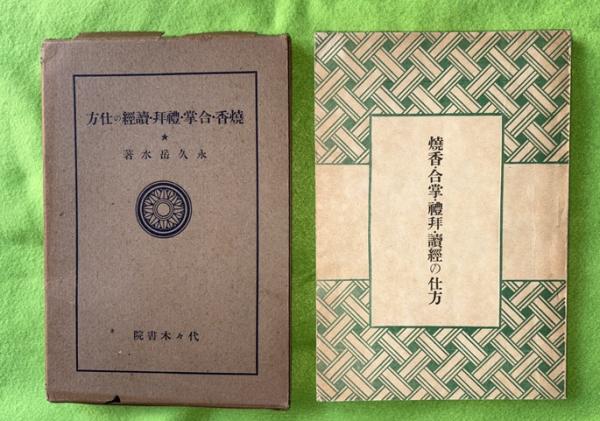 燒香・合掌・禮拜・讀經の仕方
★
永久岳水著
代々木書院
燒香・合掌・禮拜・讀經の仕方